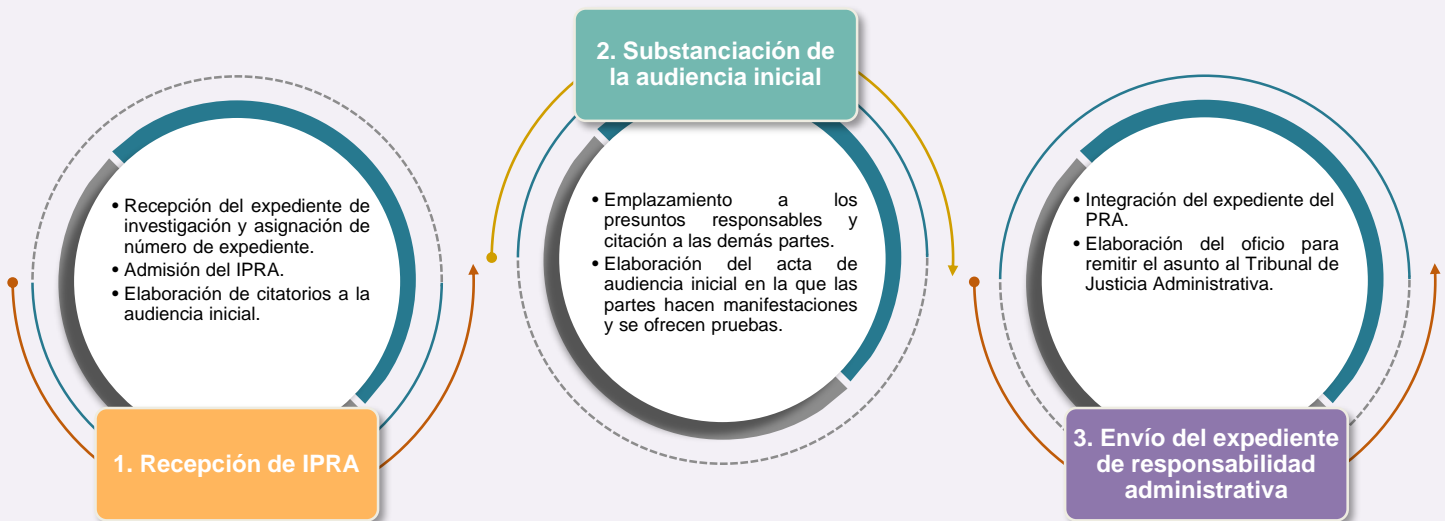 • Recepción del expediente de
investigación y asignación de
número de expediente.
• Admisión del IPRA.
• Elaboración de citatorios a la
audiencia inicial.
1. Recepción de IPRA
2. Substanciación de
la audiencia inicial
• Emplazamiento a los
presuntos responsables y
citación a las demás partes.
• Elaboración del acta de
audiencia inicial en la que las
partes hacen manifestaciones
y se ofrecen pruebas.
• Integración del expediente del
PRA.
• Elaboración del oficio para
remitir el asunto al Tribunal de
Justicia Administrativa.
3. Envío del expediente
de responsabilidad
administrativa